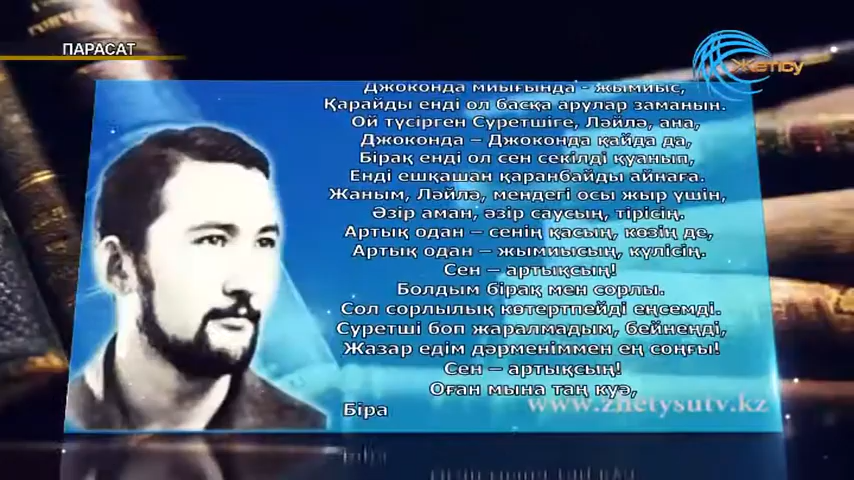 ПАРАСАТ
Жетісу
Джоконда миығында - жымиыс,
Қарайды енді ол басқа арулар заманын.
Ой түсірген Суретшіге, Ләйлә, ана,
Джоконда – Джоконда қайда да,
Бірақ енді ол сен секілді қуанып,
Енді ешқашан қаранбайды айнаға.
Жаным, Ләйлә, мендегі осы жыр үшін,
Әзір аман, әзір саусың, тірісің.
Артық одан – сенің қасың, көзің де,
Артық одан – жымиысың, күлісің.
Сен – артықсың!
Болдым бірақ мен сорлы.
Сол сорлылық көтертпейді еңсемді.
Суретші боп жаралмадым, бейнеңді,
Жазар едім дәрменіммен ең соңғы!
Сен – артықсың!
Оған мына таң куә,
Біра
www.zhetysutv.kz